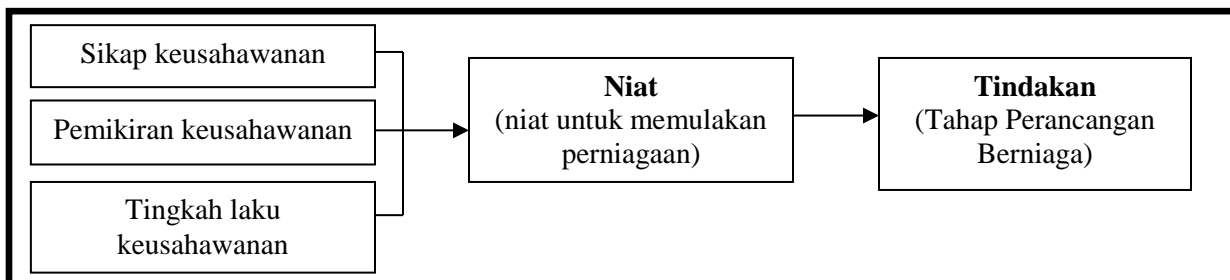 Sikap keusahawanan
Pemikiran keusahawanan
Tingkah laku
keusahawanan
Niat
(niat untuk memulakan
perniagaan)
Tindakan
(Tahap Perancangan
Berniaga)